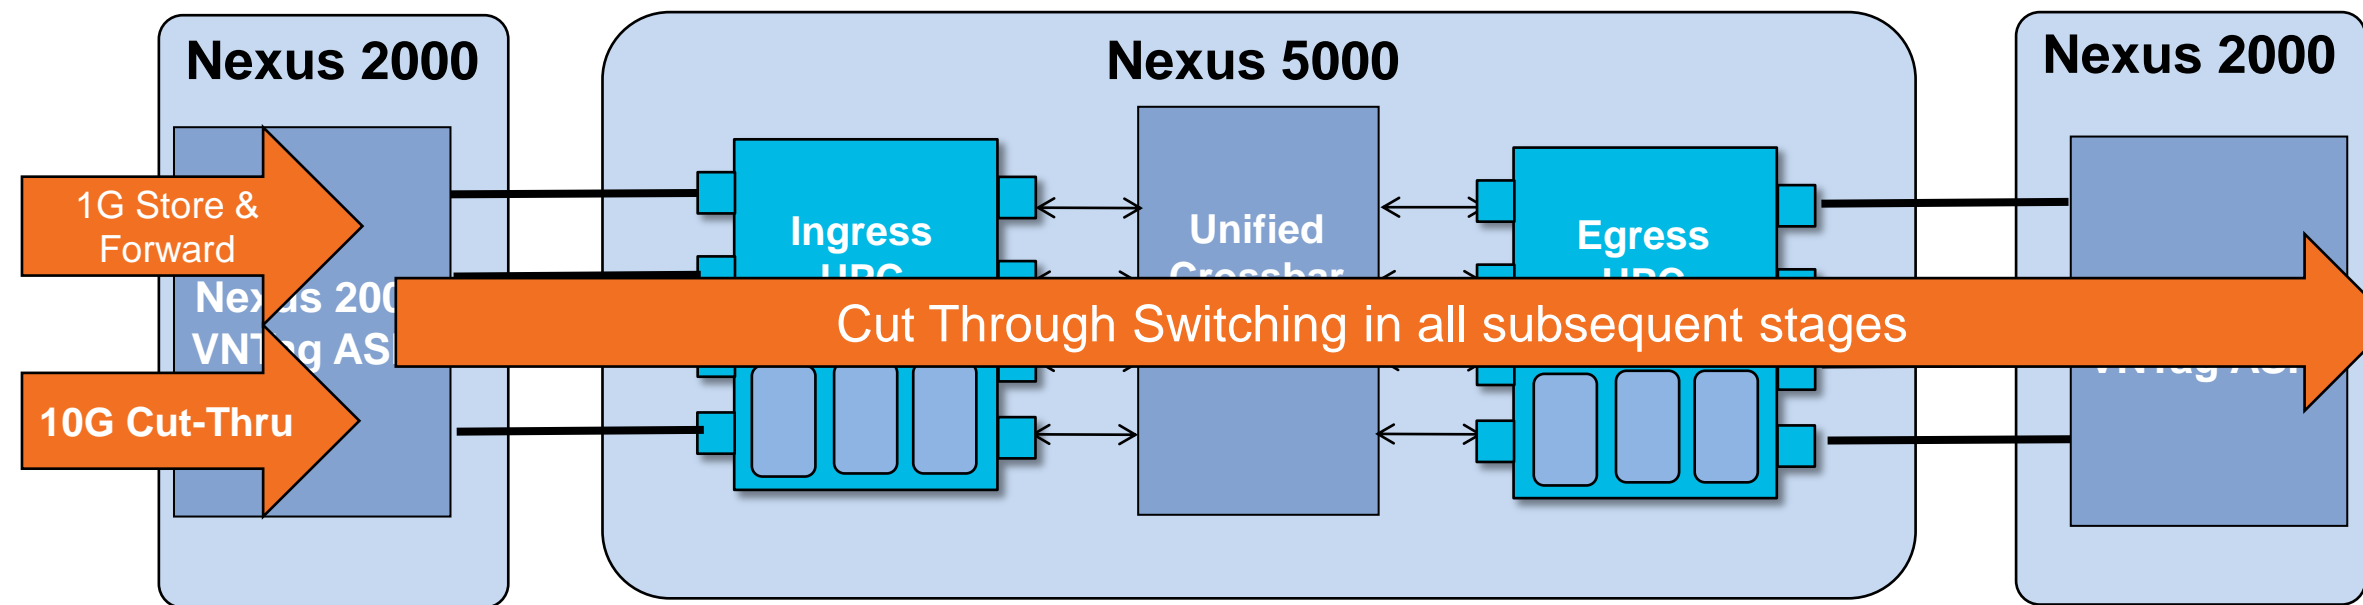 Nexus 2000
Nexus 5000
Nexus 2000
1G Store &
Forward
Ingress
Unified
Crossbar
Egress
10G Cut-Thru
Cut Through Switching in all subsequent stages